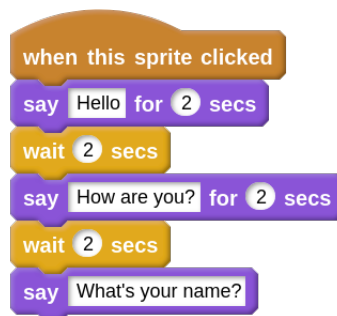 when this sprite clicked
say Hello for 2 secs
wait 2 secs
say How are you? for 2 secs
wait 2 secs
say What's your name?